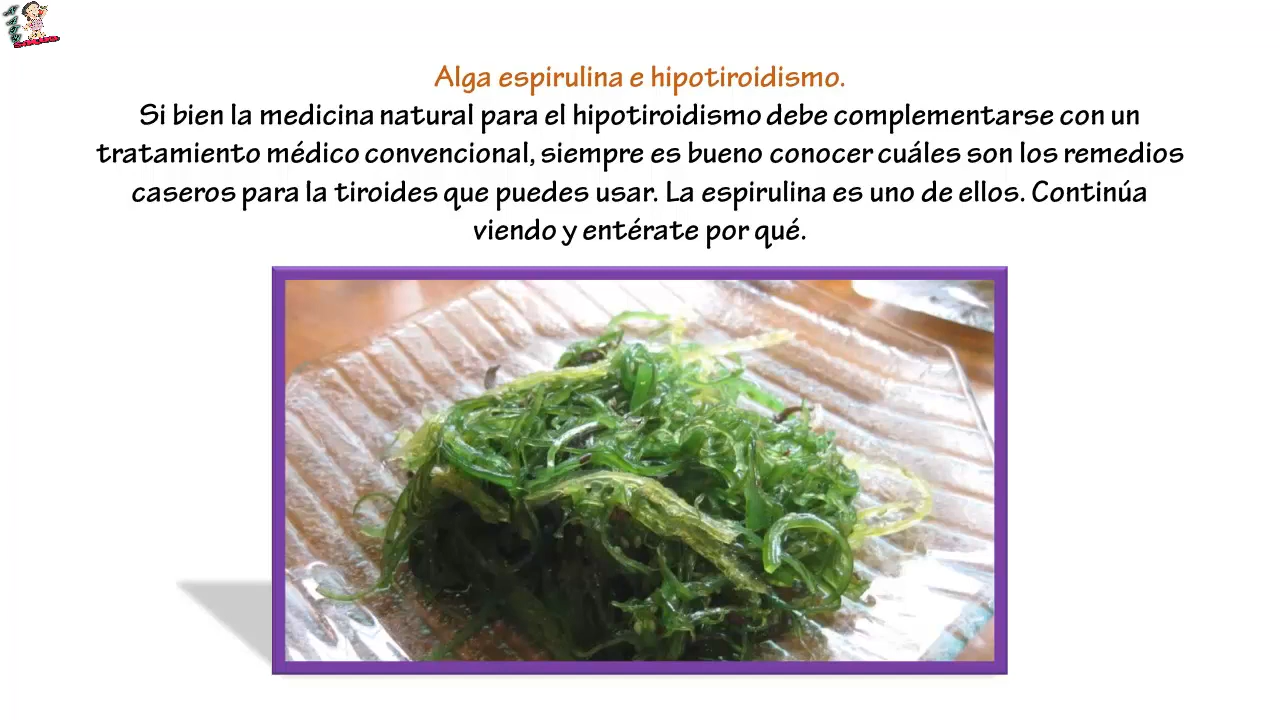 Alga espirulina e hipotiroidismo.
Si bien la medicina natural para el hipotiroidismo debe complementarse con un
tratamiento médico convencional, siempre es bueno conocer cuáles son los remedios
caseros para la tiroides que puedes usar. La espirulina es uno de ellos. Continúa
viendo y entérate por qué.